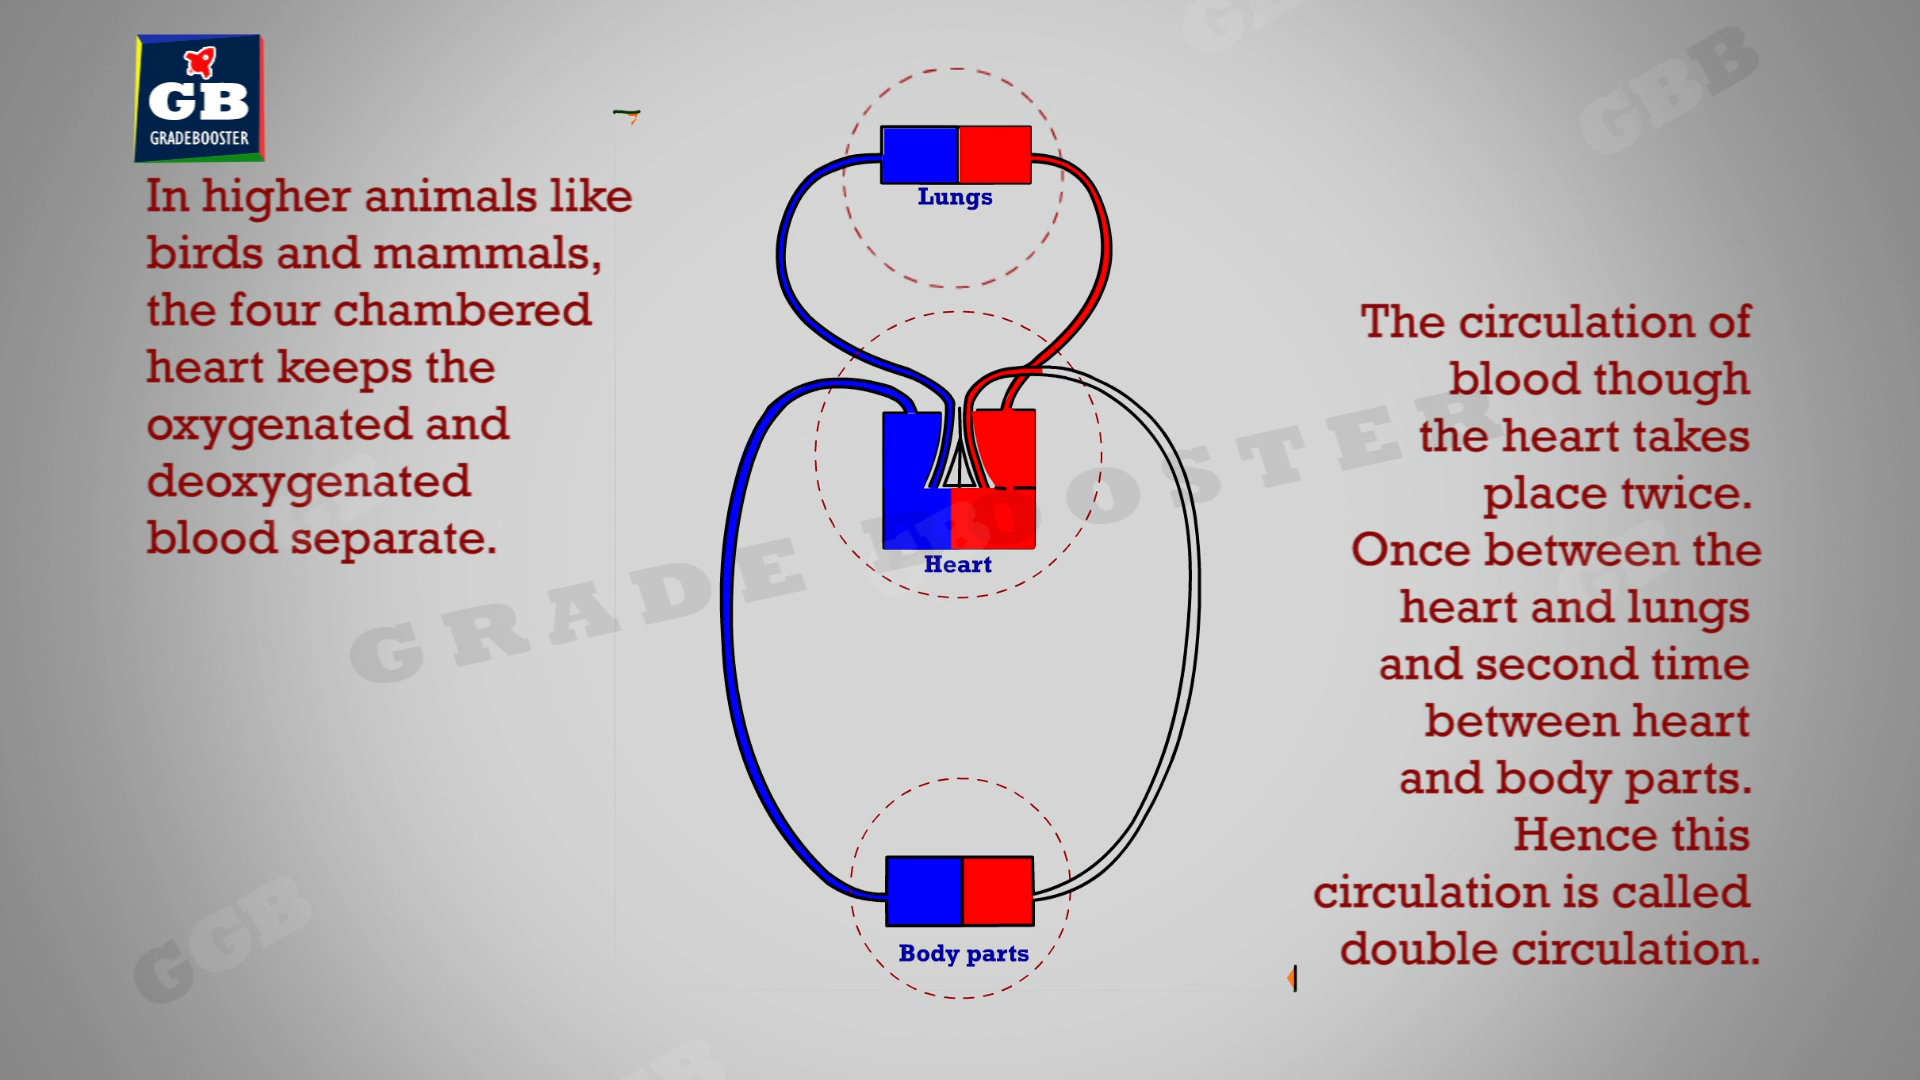 GB
GRADEBOOSTER
In higher animals like
birds and mammals,
the four chambered
heart keeps the
oxygenated and
deoxygenated
blood separate.
Lungs
Heart
Body parts
The circulation of
blood though
the heart takes
place twice.
Once between the
heart and lungs
and second time
between heart
and body parts.
Hence this
circulation is called
double circulation.
GRADE BOOSTER
GBB
GGB